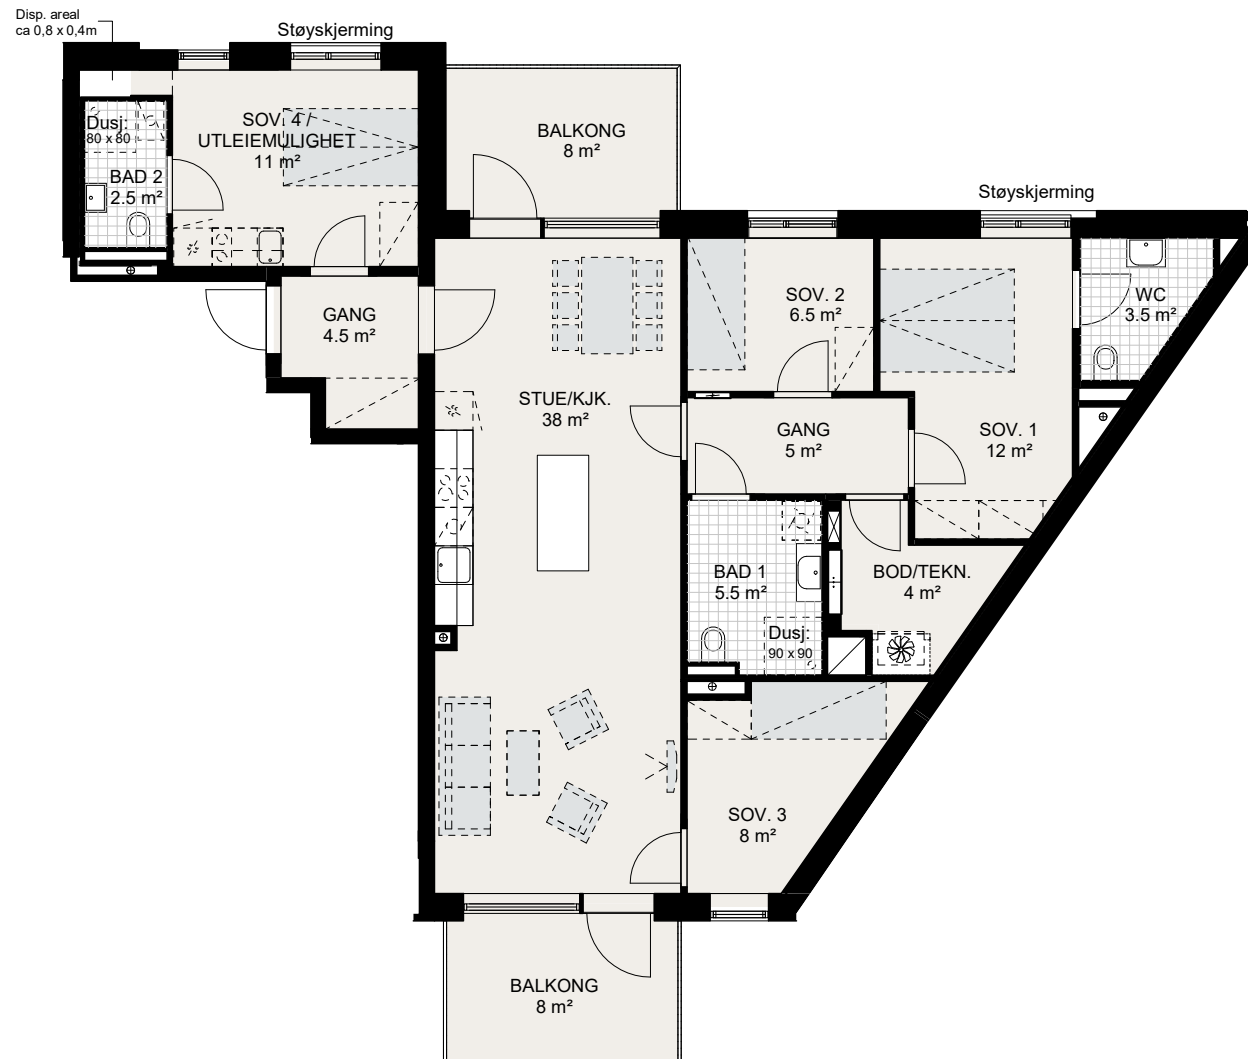 Disp. areal
ca 0,8 x 0,4m
Støyskjerming
SOV. 4 /
UTLEIEMULIGHET
11 m²
Dusj:
80 x 80
BAD 2
2.5 m²
BALKONG
8 m²
Støyskjerming
GANG
4.5 m²
SOV. 2
6.5 m²
WC
3.5 m²
STUE/KJK.
38 m²
GANG
5 m²
SOV. 1
12 m²
BAD 1
5.5 m²
BOD/TEKN.
4 m²
Dusj:
90 x 90
SOV. 3
8 m²
BALKONG
8 m²